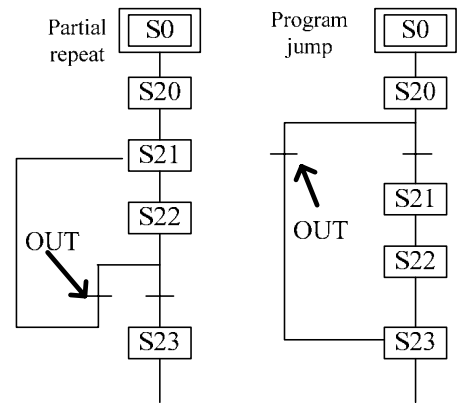 Partial
repeat
S0
S20
S21
S22
OUT
S23
Program
jump
S0
S20
OUT
S21
S22
S23